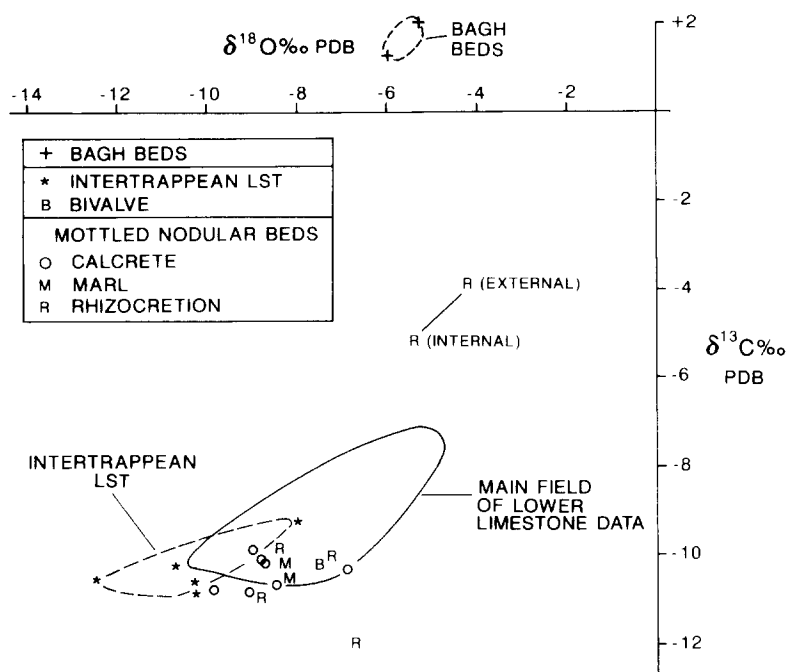 +2
δ¹⁸O‰ PDB
BAGH
BEDS
-14 -12 -10 -8 -6 -4 -2
+ BAGH BEDS
* INTERTRAPPEAN LST
B BIVALVE
MOTTLED NODULAR BEDS
O CALCRETE
M MARL
R RHIZOCRETION
-2
R (EXTERNAL)
-4
R (INTERNAL)
δ¹³C‰
PDB
-6
INTERTRAPPEAN
LST
-8
MAIN FIELD
OF LOWER
LIMESTONE DATA
R
R
M
B
-10
M
R
R
-12